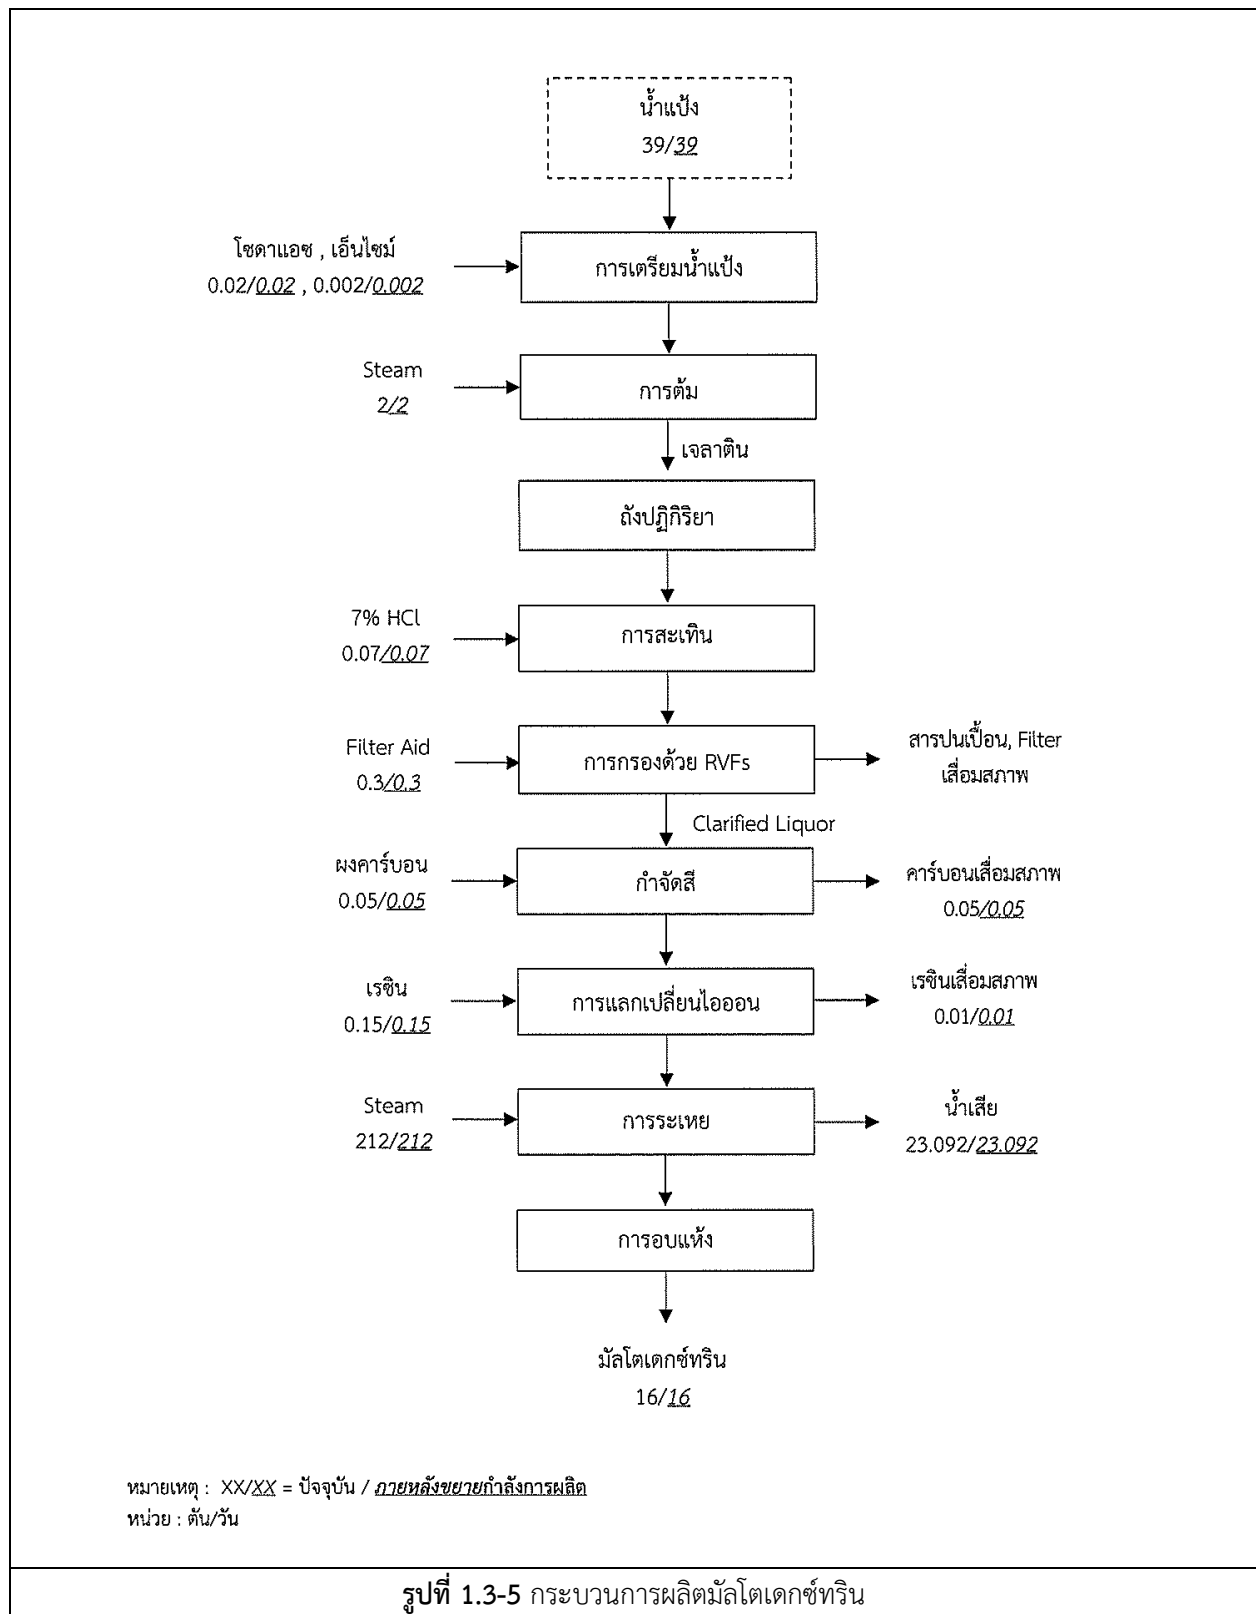 น้ำแป้ง
39/39
โซดาแอซ , เอ็นไซม์
0.02/0.02 , 0.002/0.002
การเตรียมน้ำแป้ง
Steam
2/2
การต้ม
เจลาติน
ถังปฏิกิริยา
7% HCl
0.07/0.07
การสะเทิน
Filter Aid
0.3/0.3
การกรองด้วย RVFs
สารปนเปื้อน, Filter
เสื่อมสภาพ
Clarified Liquor
ผงคาร์บอน
0.05/0.05
กำจัดสี
คาร์บอนเสื่อมสภาพ
0.05/0.05
เรซิน
0.15/0.15
การแลกเปลี่ยนไอออน
เรซินเสื่อมสภาพ
0.01/0.01
Steam
212/212
การระเหย
น้ำเสีย
23.092/23.092
การอบแห้ง
มัลโตเดกซ์ทริน
16/16
หมายเหตุ : XX/XX = ปัจจุบัน / ภายหลังขยายกำลังการผลิต
หน่วย : ตัน/วัน
รูปที่ 1.3-5 กระบวนการผลิตมัลโตเดกซ์ทริน